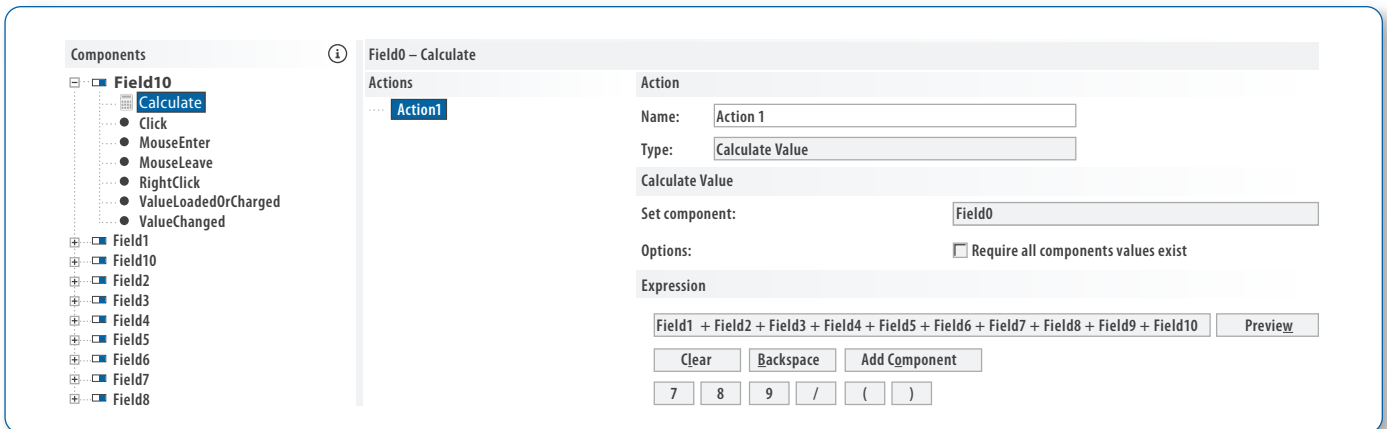 Components
Field10
Calculate
Click
MouseEnter
MouseLeave
RightClick
ValueLoadedOrCharged
ValueChanged
Field1
Field10
Field2
Field3
Field4
Field5
Field6
Field7
Field8
Field0 – Calculate
Actions
Action1
Action
Name: Action 1
Type: Calculate Value
Calculate Value
Set component: Field0
Options: Require all components values exist
Expression
Field1 + Field2 + Field3 + Field4 + Field5 + Field6 + Field7 + Field8 + Field9 + Field10 Preview
Clear Backspace Add Component
7 8 9 / ( )